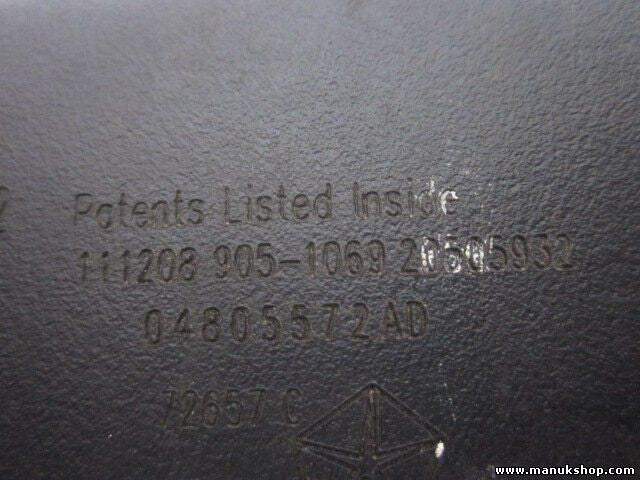 Patents Listed Inside
111208 905-1069 20505932
04805572AD
72657 C
www.manukshop.com